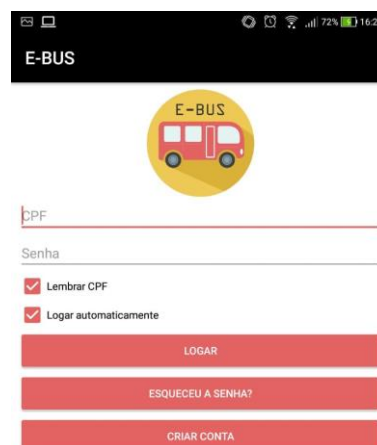 72% 16:2
E-BUS
E-BUS
CPF
Senha
Lembrar CPF
Logar automaticamente
LOGAR
ESQUECEU A SENHA?
CRIAR CONTA